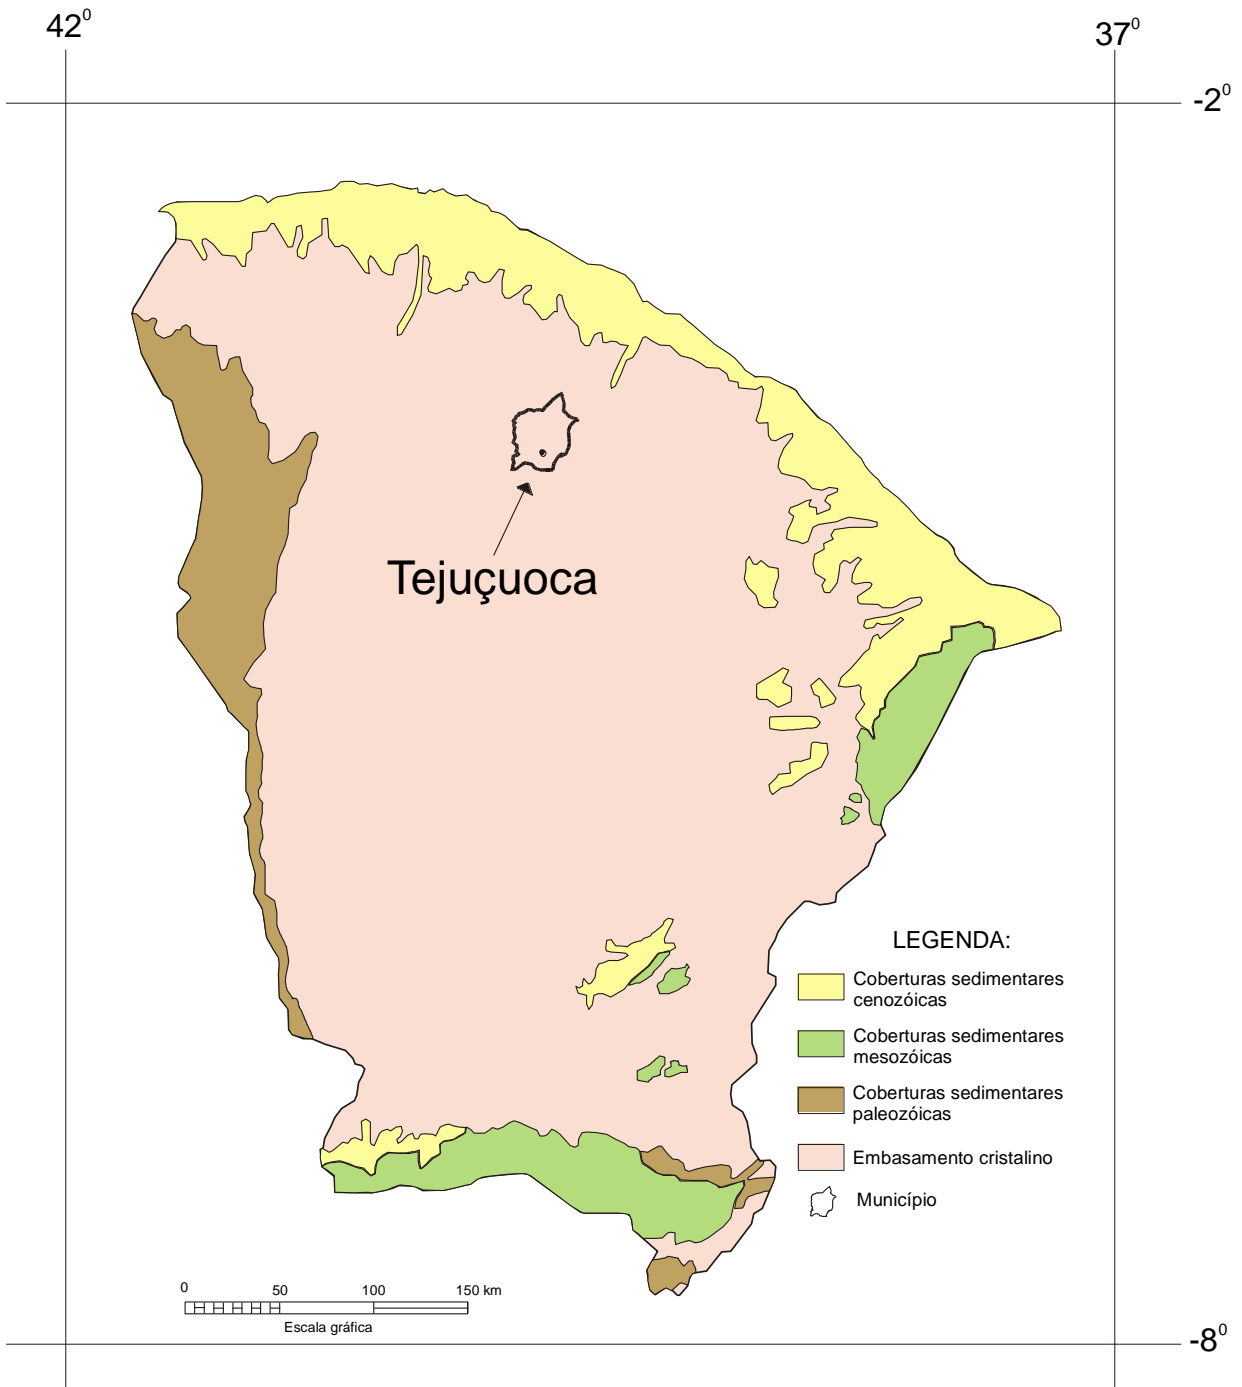 42⁰
37⁰
-2⁰
Tejuçuoca
LEGENDA:
Coberturas sedimentares
cenozóicas
Coberturas sedimentares
mesozóicas
Coberturas sedimentares
paleozóicas
Embasamento cristalino
Município
0 50 100 150 km
Escala gráfica
-8⁰